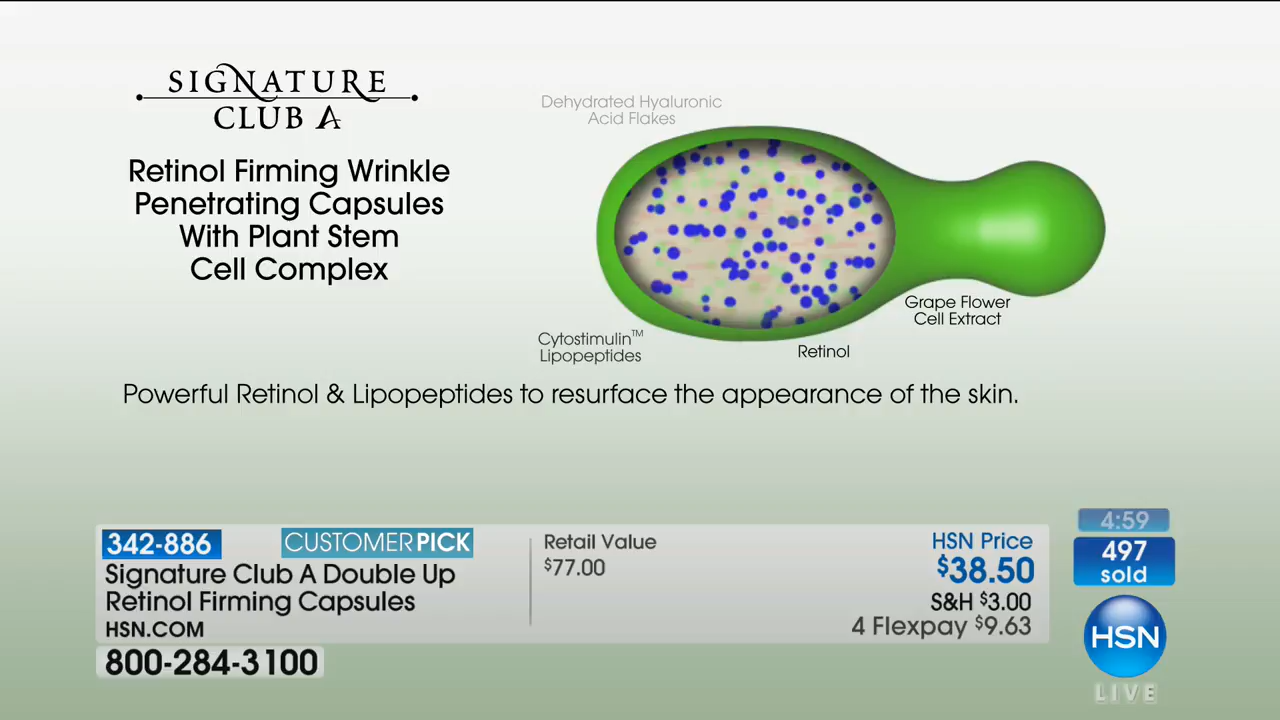 SIGNATURE
CLUB A
Retinol Firming Wrinkle
Penetrating Capsules
With Plant Stem
Cell Complex
Dehydrated Hyaluronic
Acid Flakes
Grape Flower
Cell Extract
Cytostimulin™
Lipopeptides
Retinol
Powerful Retinol & Lipopeptides to resurface the appearance of the skin.
342-886
CUSTOMER PICK
Signature Club A Double Up
Retinol Firming Capsules
HSN.COM
800-284-3100
Retail Value
$77.00
HSN Price
$38.50
S&H $3.00
4 Flexpay $9.63
4:59
497
sold
HSN
LIVE